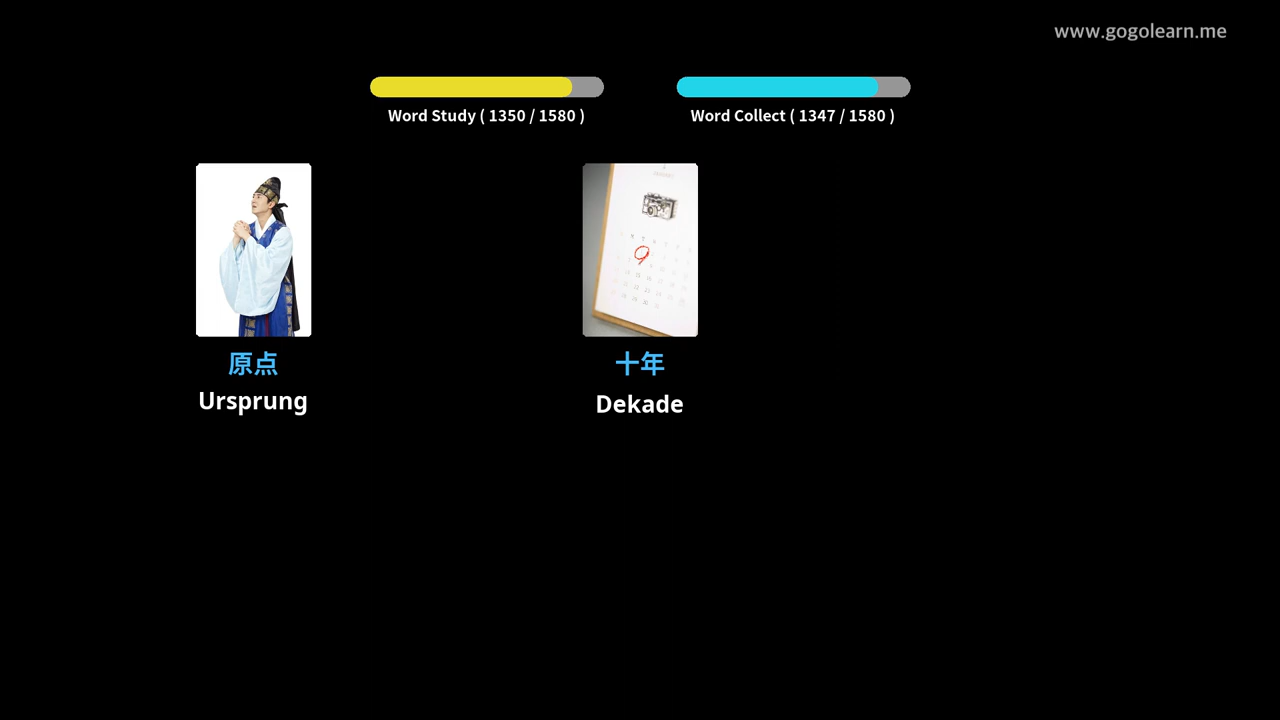 www.gogolearn.me
Word Study ( 1350 / 1580 )
Word Collect ( 1347 / 1580 )
原点
Ursprung
十年
Dekade